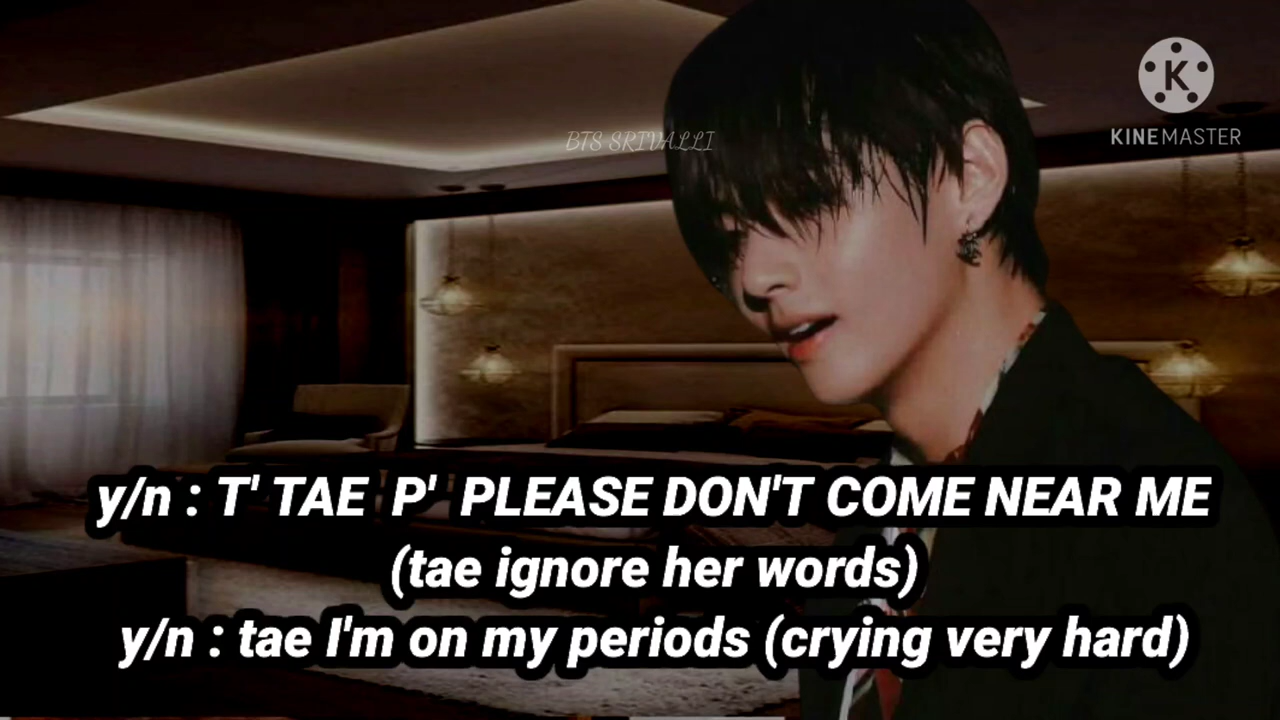 K
KINEMASTER
BTS SRIVALLI
y/n : T' TAE P' PLEASE DON'T COME NEAR ME
(tae ignore her words)
y/n : tae I'm on my periods (crying very hard)